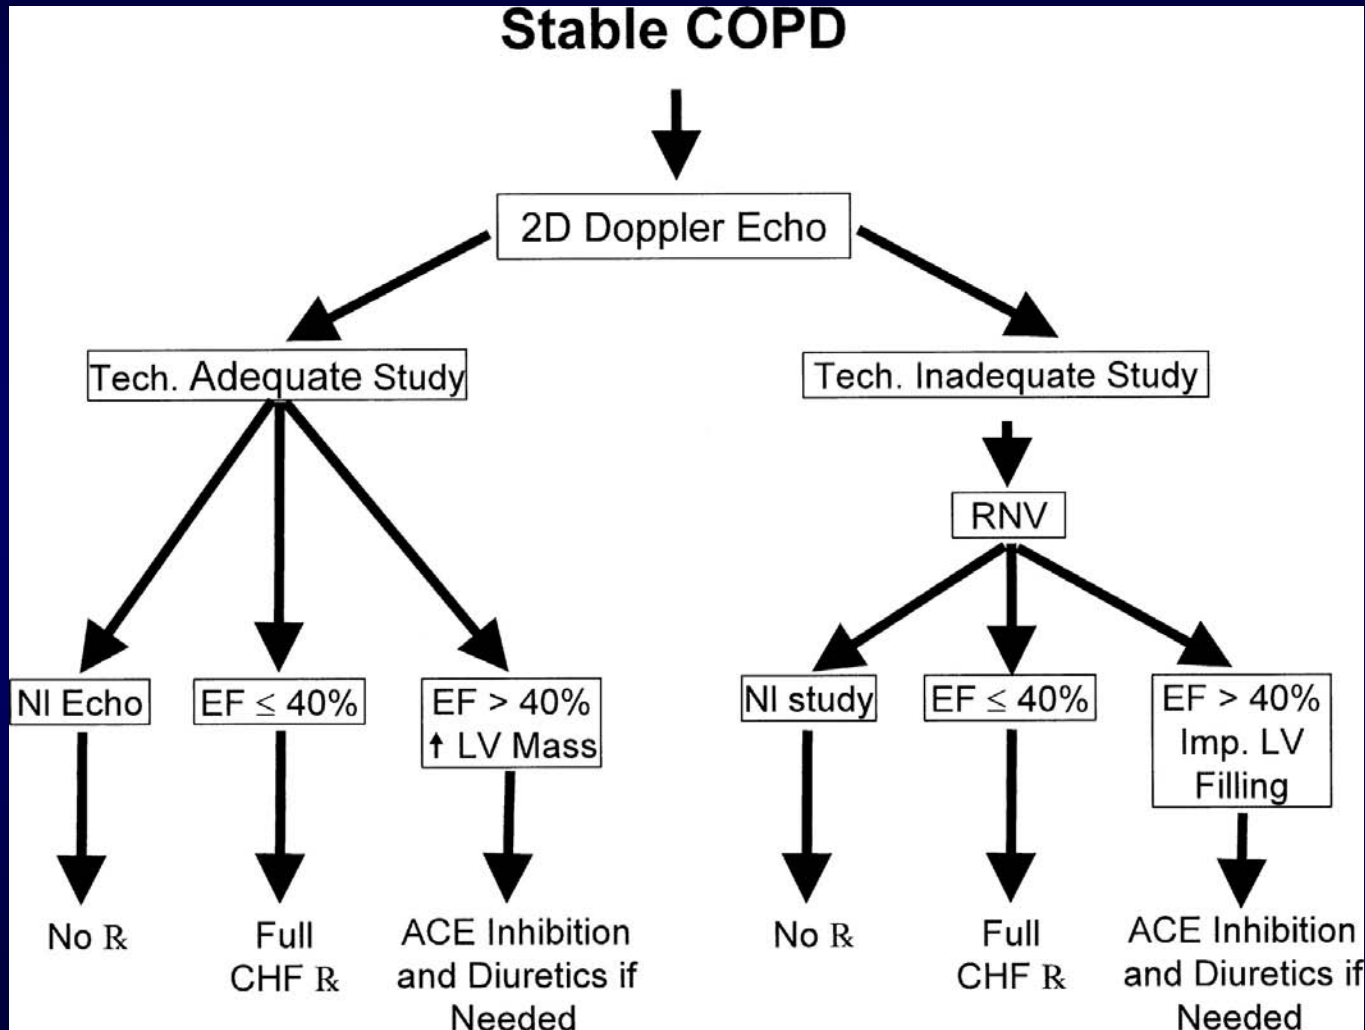 Stable COPD
2D Doppler Echo
Tech. Adequate Study
Tech. Inadequate Study
RNV
Nl Echo
EF ≤ 40%
EF > 40%
↑ LV Mass
Nl study
EF ≤ 40%
EF > 40%
Imp. LV
Filling
No ℞
Full
CHF ℞
ACE Inhibition
and Diuretics if
Needed
No ℞
Full
CHF ℞
ACE Inhibition
and Diuretics if
Needed